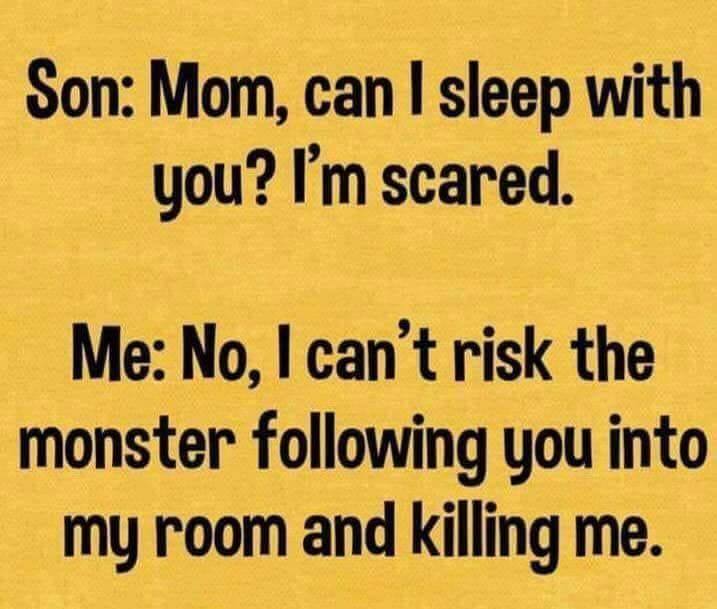 Son: Mom, can I sleep with
you? I'm scared.
Me: No, I can't risk the
monster following you into
my room and killing me.